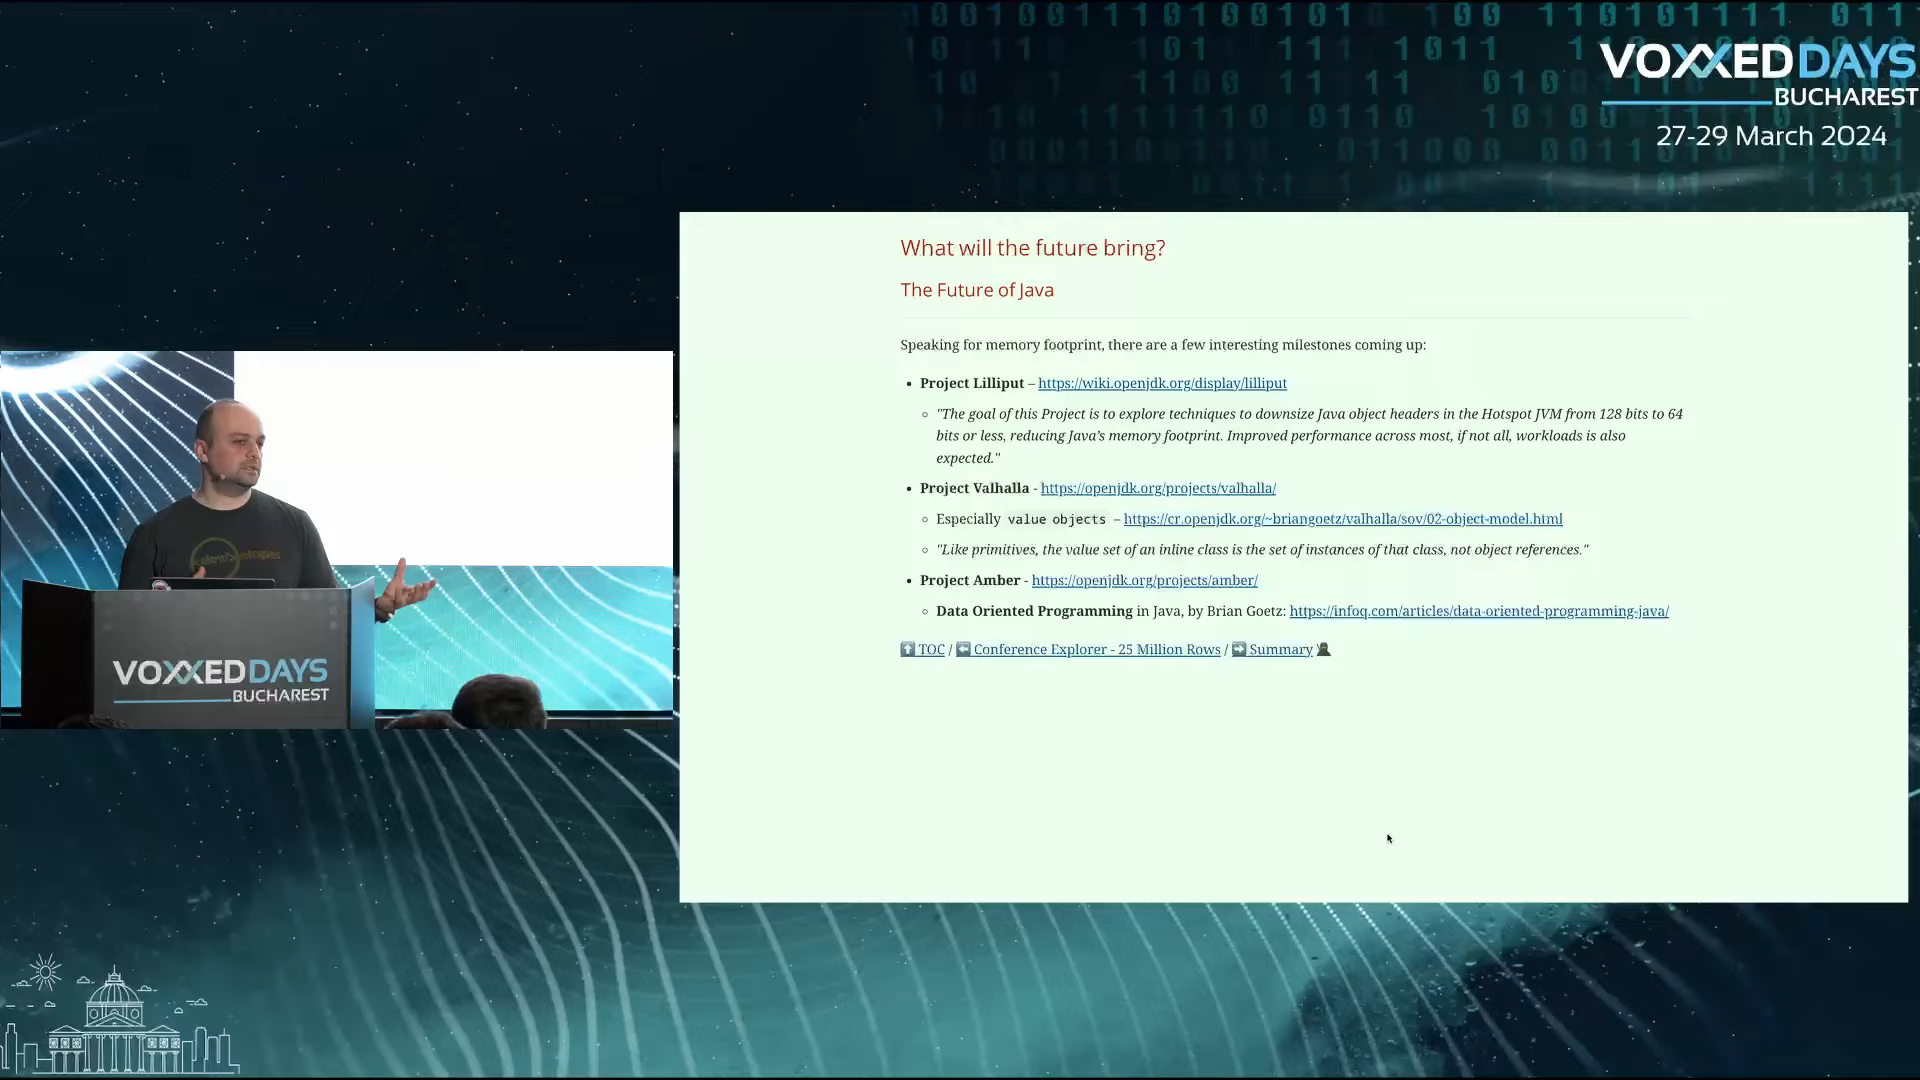 VOXXED DAYS
BUCHAREST
27-29 March 2024
What will the future bring?
The Future of Java
Speaking for memory footprint, there are a few interesting milestones coming up:
• Project Lilliput – https://wiki.openjdk.org/display/lilliput
◦ "The goal of this Project is to explore techniques to downsize Java object headers in the Hotspot JVM from 128 bits to 64
bits or less, reducing Java's memory footprint. Improved performance across most, if not all, workloads is also
expected."
• Project Valhalla - https://openjdk.org/projects/valhalla/
◦ Especially value objects – https://cr.openjdk.org/~briangoetz/valhalla/sov/02-object-model.html
◦ "Like primitives, the value set of an inline class is the set of instances of that class, not object references."
• Project Amber - https://openjdk.org/projects/amber/
◦ Data Oriented Programming in Java, by Brian Goetz: https://infoq.com/articles/data-oriented-programming-java/
TOC / Conference Explorer - 25 Million Rows / Summary
VOXXED DAYS
BUCHAREST